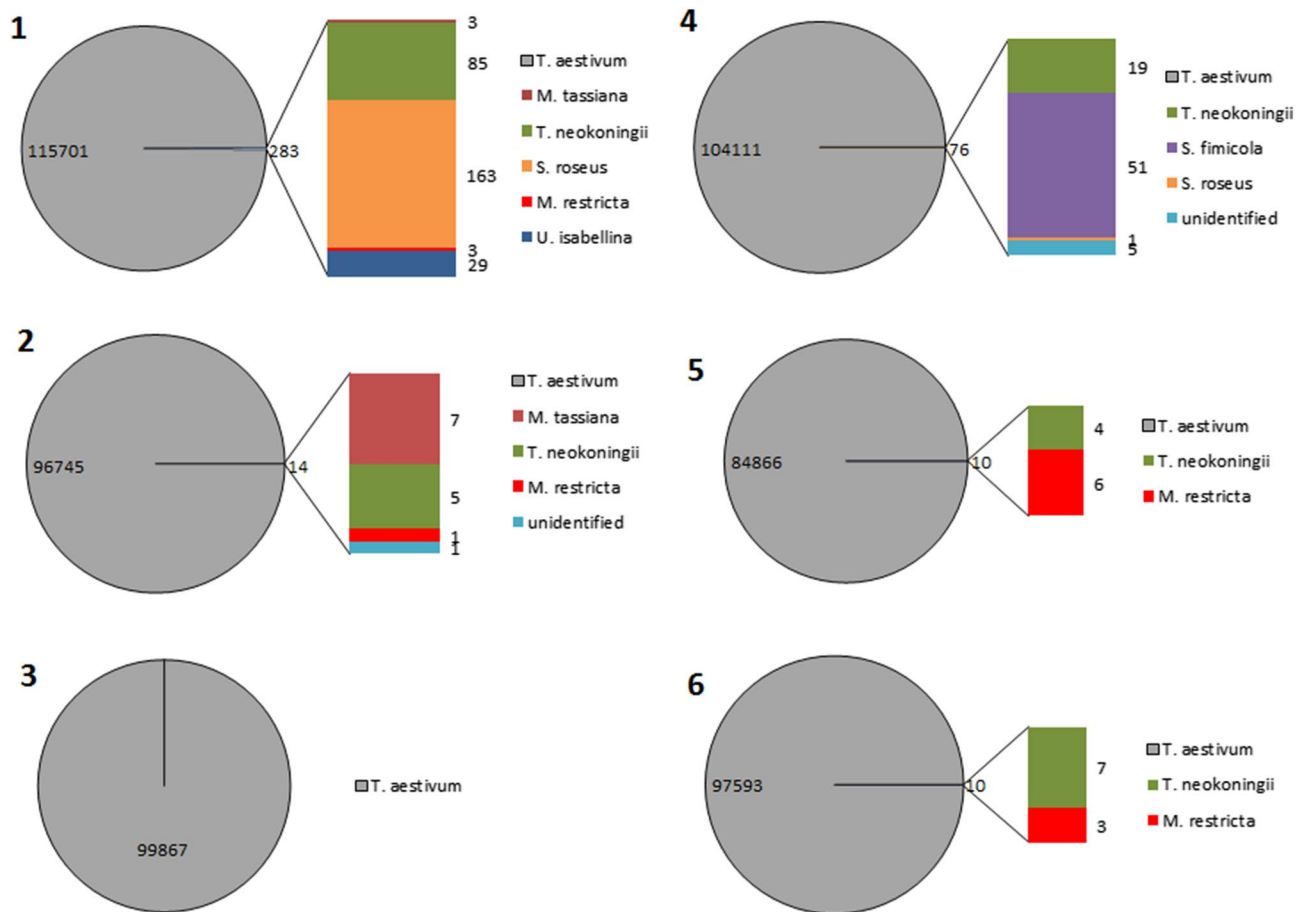 1
115701
283
3
85
163
3
29
T. aestivum
M. tassiana
T. neokoningii
S. roseus
M. restricta
U. isabellina
4
104111
76
19
51
1
5
T. aestivum
T. neokoningii
S. fimicola
S. roseus
unidentified
2
96745
14
7
5
1
1
T. aestivum
M. tassiana
T. neokoningii
M. restricta
unidentified
5
84866
10
4
6
T. aestivum
T. neokoningii
M. restricta
3
99867
T. aestivum
6
97593
10
7
3
T. aestivum
T. neokoningii
M. restricta